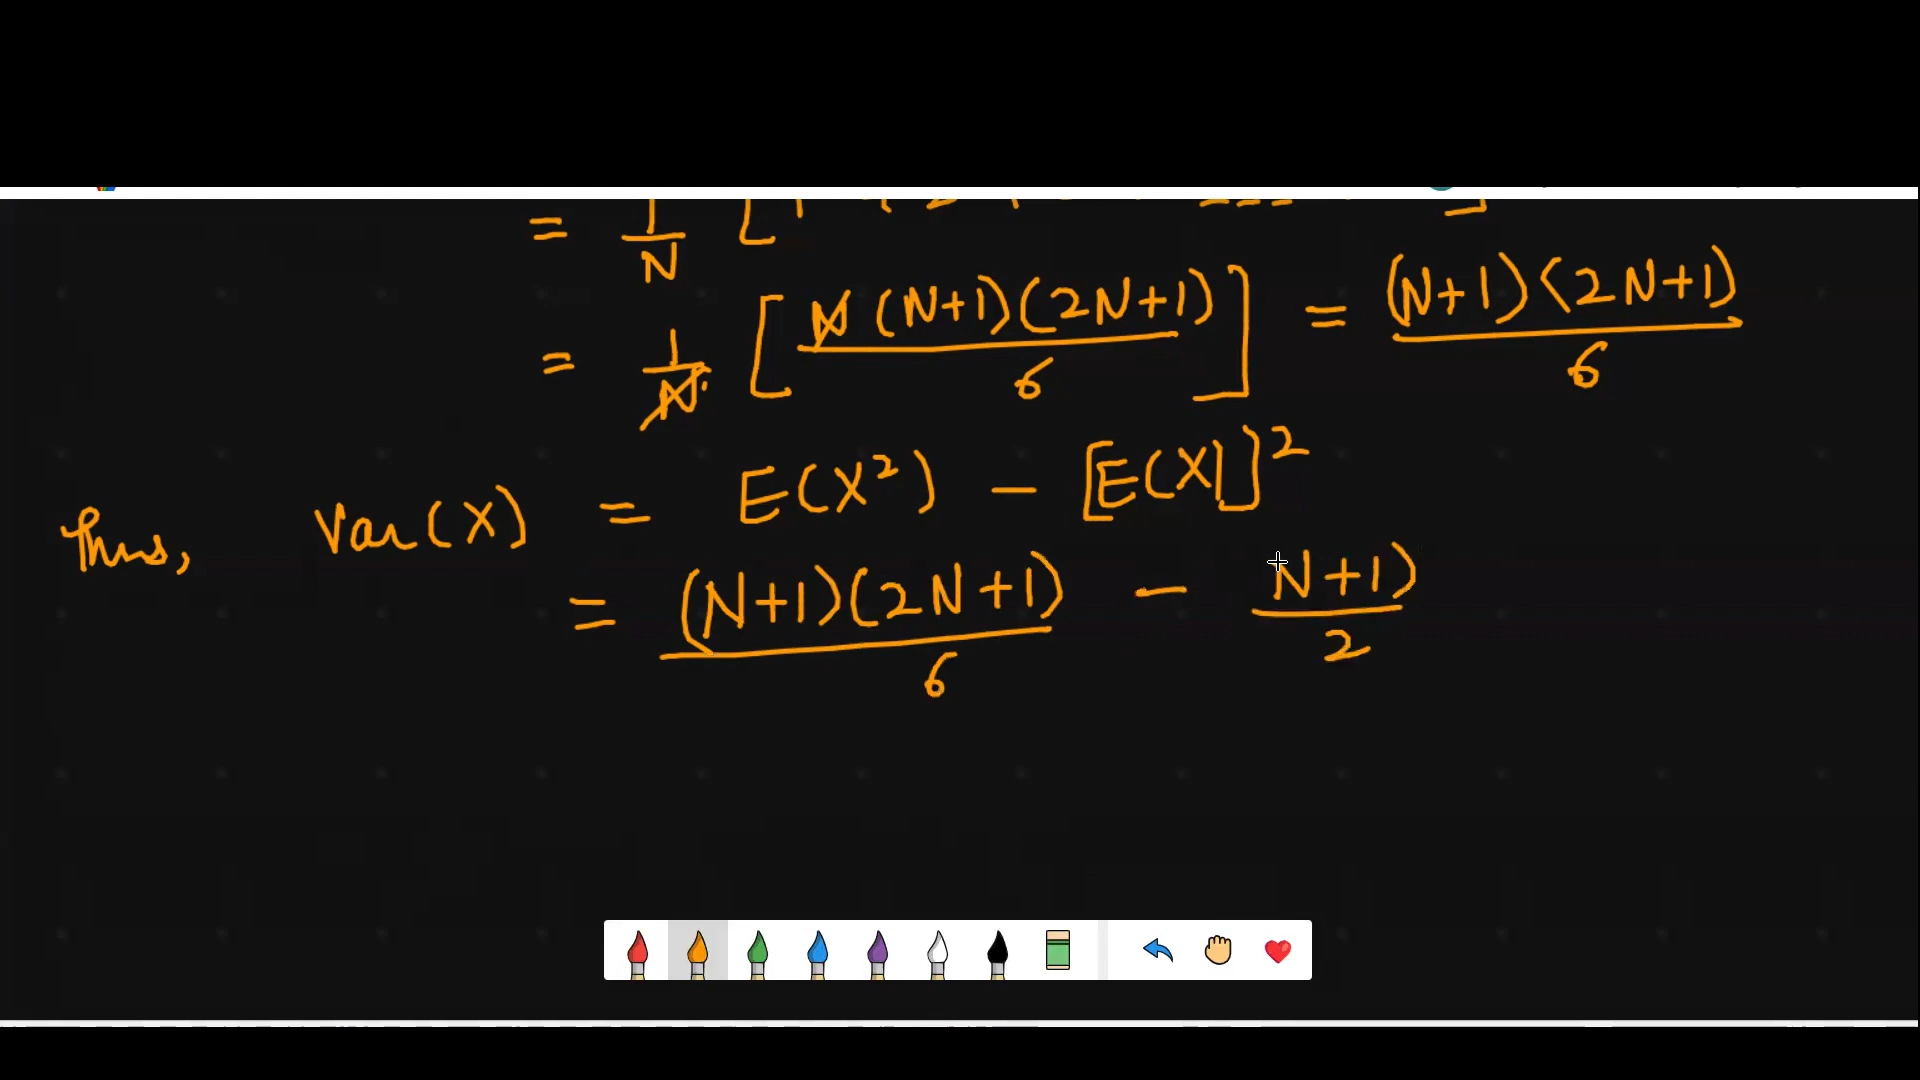 = 1/N [
= 1/N [N(N+1)(2N+1)/6] = (N+1)(2N+1)/6
Thus, Var(X) = E(X²) - [E(X)]²
= (N+1)(2N+1)/6 - N+1)/2